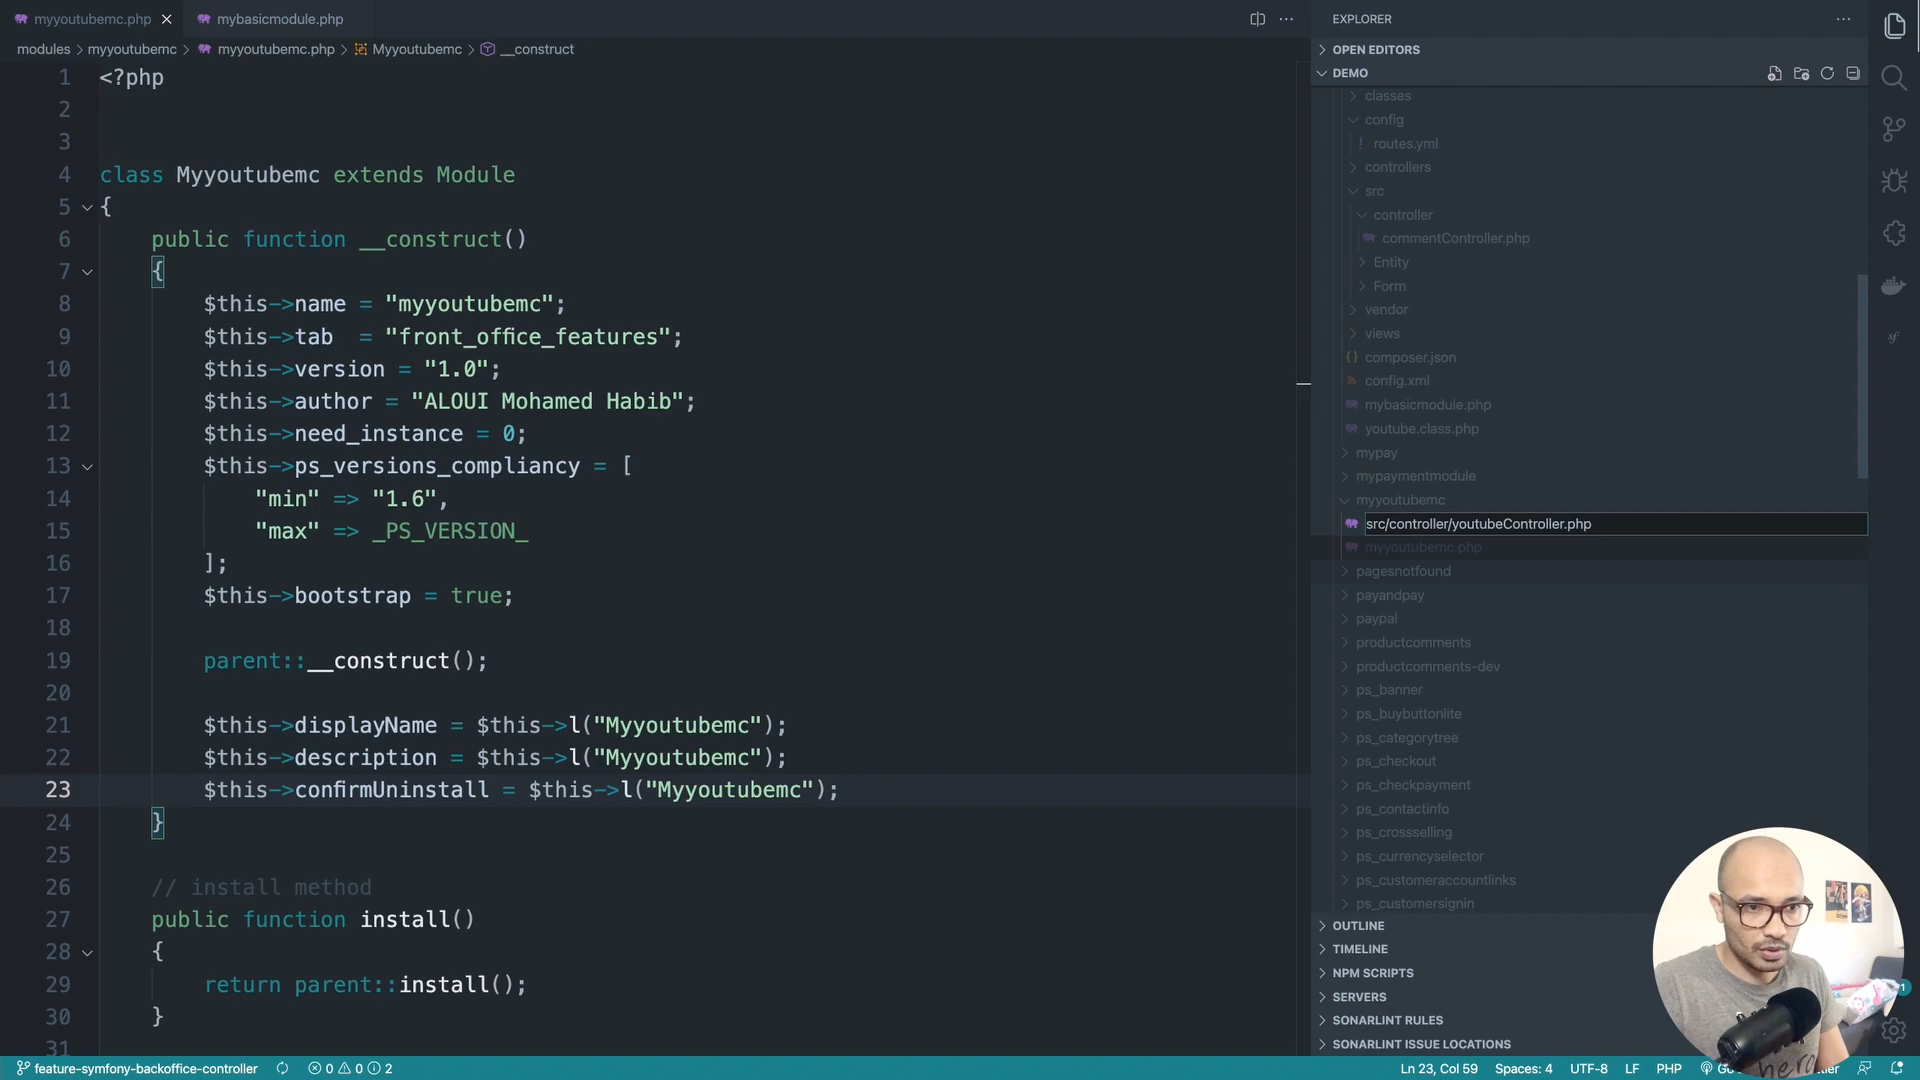 myyoutubemc.php
mybasicmodule.php
modules > myyoutubemc > myyoutubemc.php > Myyoutubemc > __construct
1 <?php
2
3
4 class Myyoutubemc extends Module
5 {
6 public function __construct()
7 {
8 $this->name = "myyoutubemc";
9 $this->tab  = "front_office_features";
10 $this->version = "1.0";
11 $this->author = "ALOUI Mohamed Habib";
12 $this->need_instance = 0;
13 $this->ps_versions_compliancy = [
14 "min" => "1.6",
15 "max" => _PS_VERSION_
16 ];
17 $this->bootstrap = true;
18
19 parent::__construct();
20
21 $this->displayName = $this->l("Myyoutubemc");
22 $this->description = $this->l("Myyoutubemc");
23 $this->confirmUninstall = $this->l("Myyoutubemc");
24 }
25
26 // install method
27 public function install()
28 {
29 return parent::install();
30 }
31
EXPLORER
OPEN EDITORS
DEMO
classes
config
routes.yml
controllers
src
controller
commentController.php
Entity
Form
vendor
views
composer.json
config.xml
mybasicmodule.php
youtube.class.php
mypay
mypaymentmodule
myyoutubemc
src/controller/youtubeController.php
myyoutubemc.php
pagesnotfound
payandpay
paypal
productcomments
productcomments-dev
ps_banner
ps_buybuttonlite
ps_categorytree
ps_checkout
ps_checkpayment
ps_contactinfo
ps_crossselling
ps_currencyselector
ps_customeraccountlinks
ps_customersignin
OUTLINE
TIMELINE
NPM SCRIPTS
SERVERS
SONARLINT RULES
SONARLINT ISSUE LOCATIONS
feature-symfony-backoffice-controller 0 0 2
Ln 23, Col 59 Spaces: 4 UTF-8 LF PHP